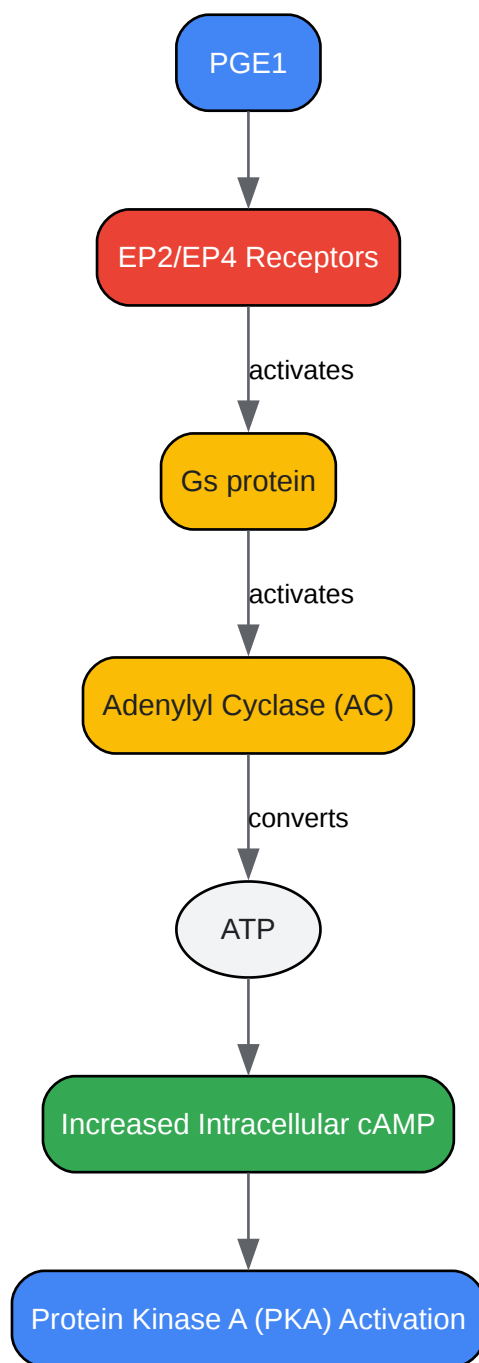 PGE1
EP2/EP4 Receptors
activates
Gs protein
activates
Adenylyl Cyclase (AC)
converts
ATP
Increased Intracellular cAMP
Protein Kinase A (PKA) Activation